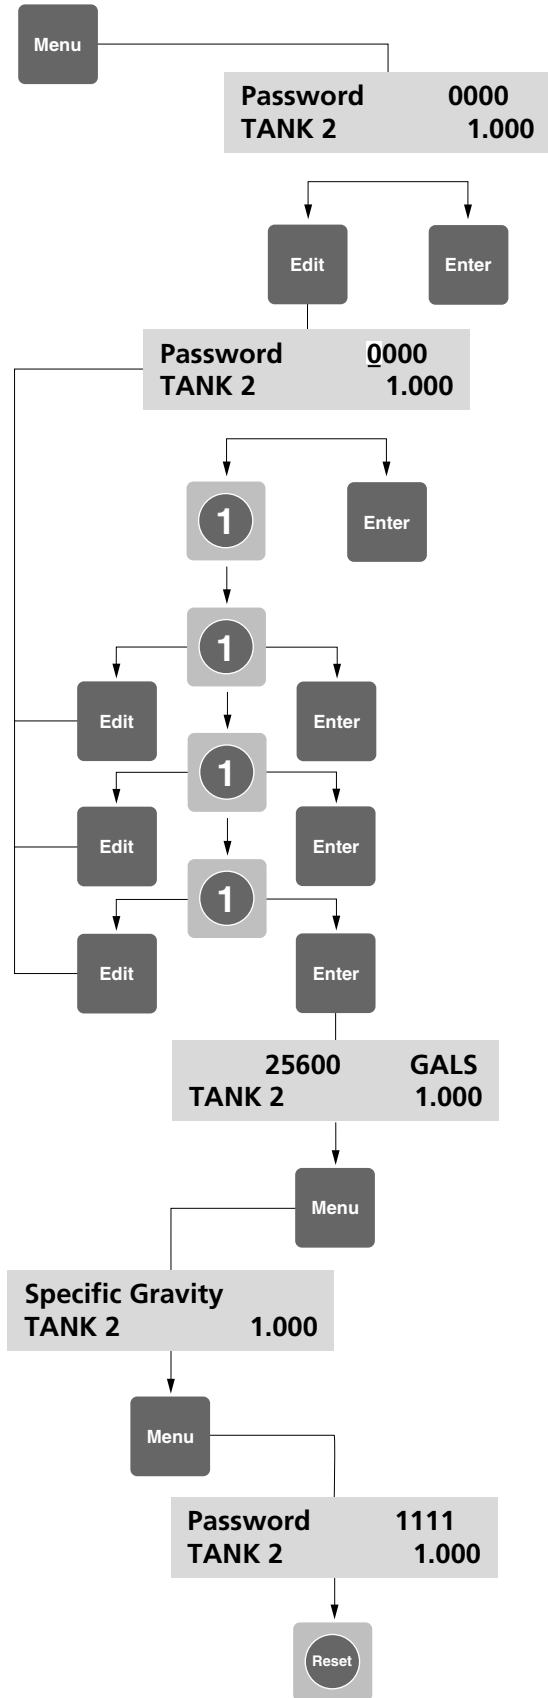 Menu
Password 0000
TANK 2 1.000
Edit Enter
Password 0000
TANK 2 1.000
1 Enter
1
Edit Enter
1
Edit Enter
1
Edit Enter
25600 GALS
TANK 2 1.000
Menu
Specific Gravity
TANK 2 1.000
Menu
Password 1111
TANK 2 1.000
Reset